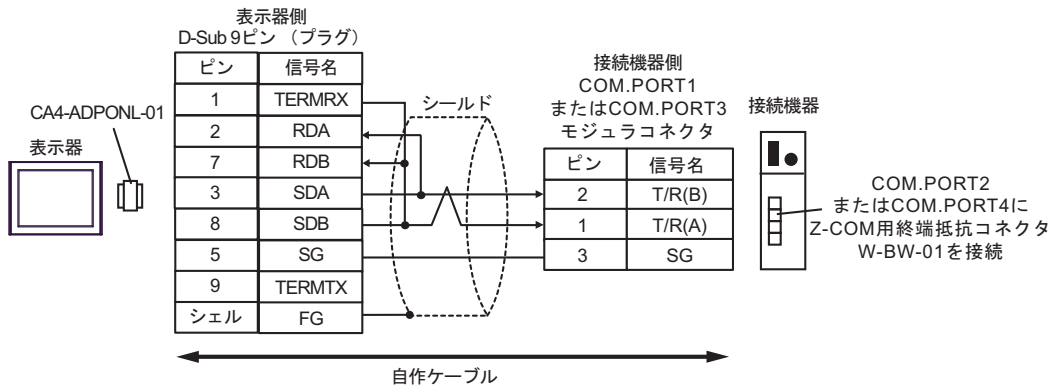 表示器側
D-Sub 9ピン （プラグ）
ピン 信号名
1 TERMRX
2 RDA
7 RDB
3 SDA
8 SDB
5 SG
9 TERMTX
シェル FG
CA4-ADPONL-01
表示器
シールド
接続機器側
COM.PORT1
またはCOM.PORT3
モジュラコネクタ
ピン 信号名
2 T/R(B)
1 T/R(A)
3 SG
接続機器
COM.PORT2
またはCOM.PORT4に
Z-COM用終端抵抗コネクタ
W-BW-01を接続
自作ケーブル